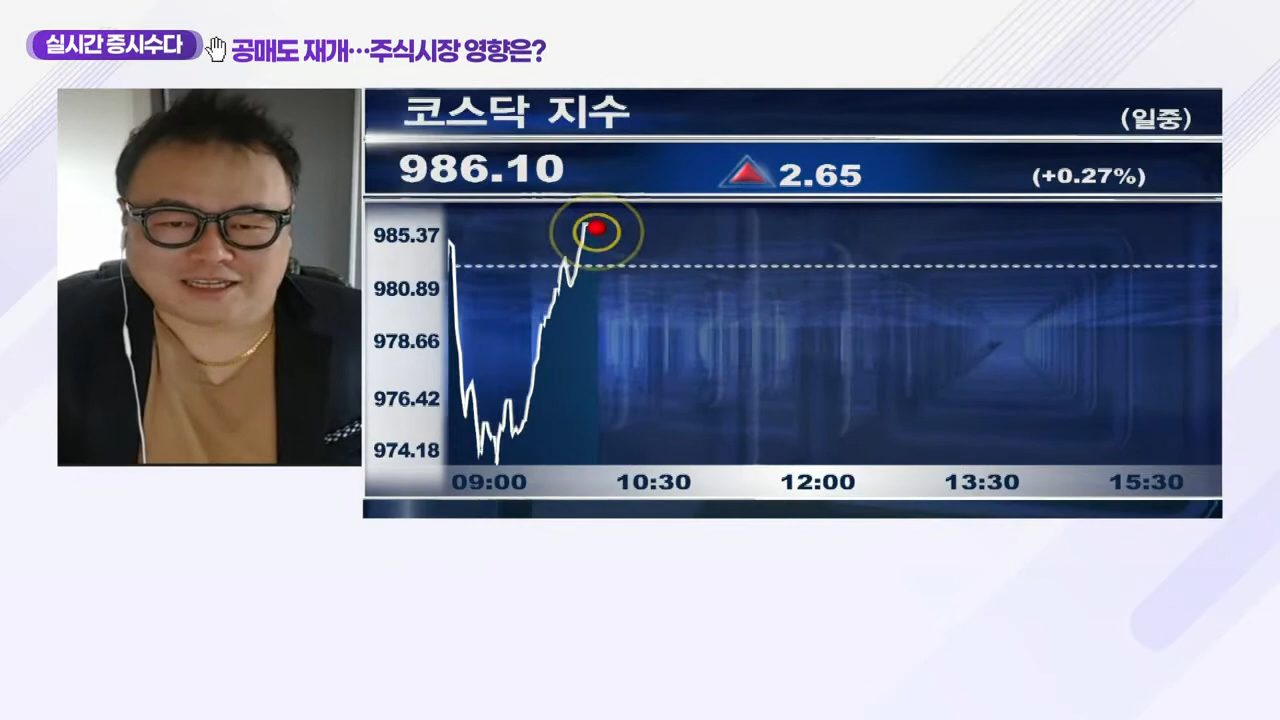 실시간 증시수다
공매도 재개…주식시장 영향은?
코스닥 지수
(일중)
986.10
2.65
(+0.27%)
985.37
980.89
978.66
976.42
974.18
09:00 10:30 12:00 13:30 15:30